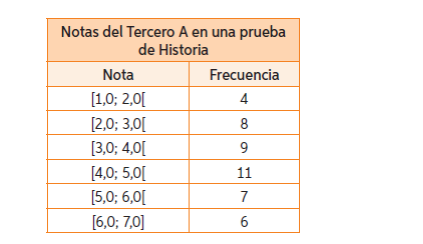 Notas del Tercero A en una prueba
de Historia
Nota Frecuencia
[1,0; 2,0[ 4
[2,0; 3,0[ 8
[3,0; 4,0[ 9
[4,0; 5,0[ 11
[5,0; 6,0[ 7
[6,0; 7,0] 6